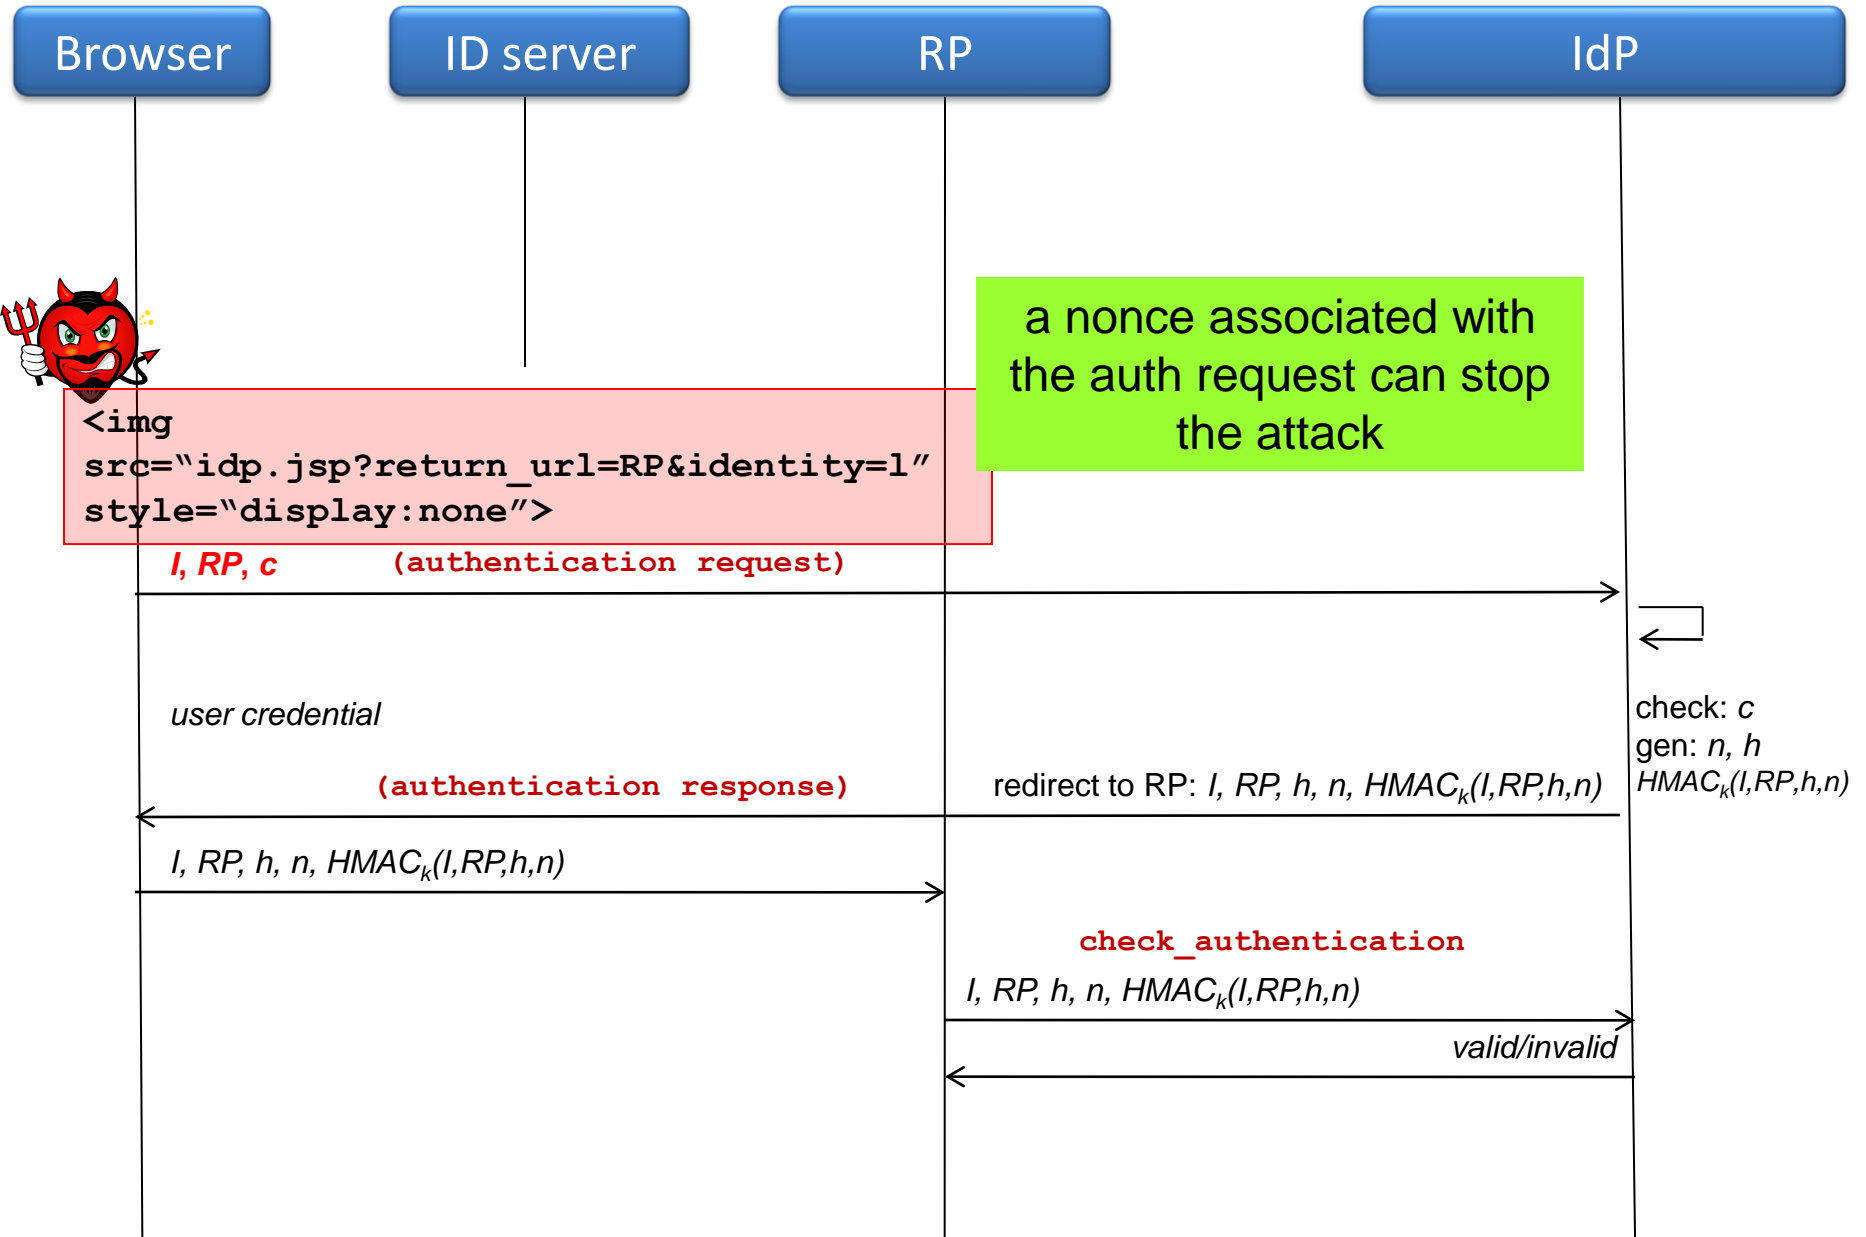 Browser
ID server
RP
IdP
a nonce associated with
the auth request can stop
the attack
<img
src=“idp.jsp?return_url=RP&identity=l”
style=“display:none”>
I, RP, c
(authentication request)
user credential
check: c
gen: n, h
HMACk(I,RP,h,n)
(authentication response)
redirect to RP: I, RP, h, n, HMACk(I,RP,h,n)
I, RP, h, n, HMACk(I,RP,h,n)
check_authentication
I, RP, h, n, HMACk(I,RP,h,n)
valid/invalid